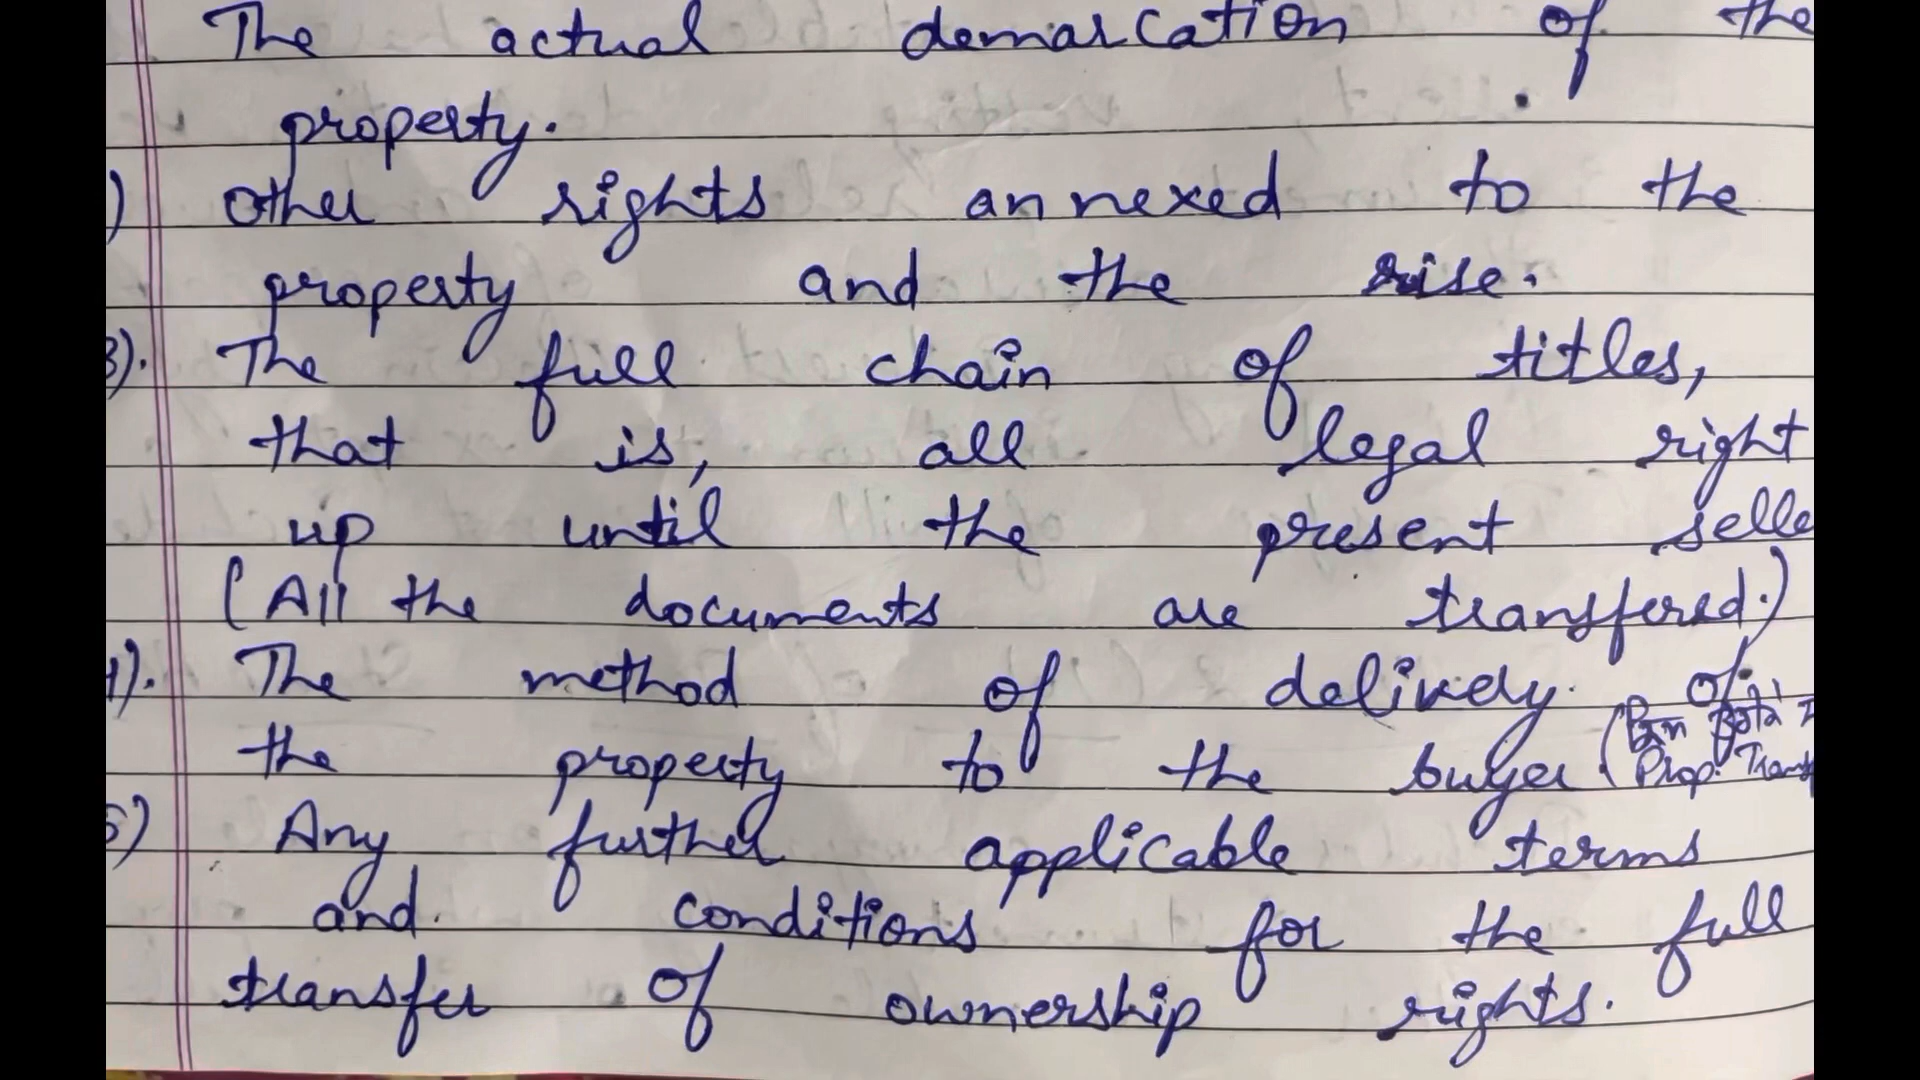 The actual demarcation of the
property.
) Other rights annexed to the
property and the rise.
3). The full chain of titles,
that is, all legal right
up until the present selle
(All the documents are transfered.)
). The method of delivery of
the property to the buyer. (
Prop. Trans
5) Any further applicable terms
and conditions for the full
transfer of ownership rights.